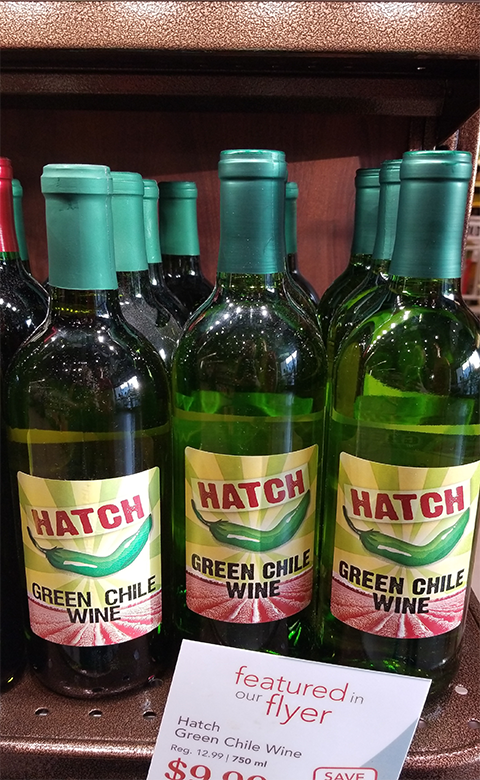 HATCH
GREEN CHILE
WINE
HATCH
GREEN CHILE
WINE
HATCH
GREEN CHILE
WINE
featured in
our flyer
Hatch
Green Chile Wine
Reg. 12.99 | 750 ml
SAVE